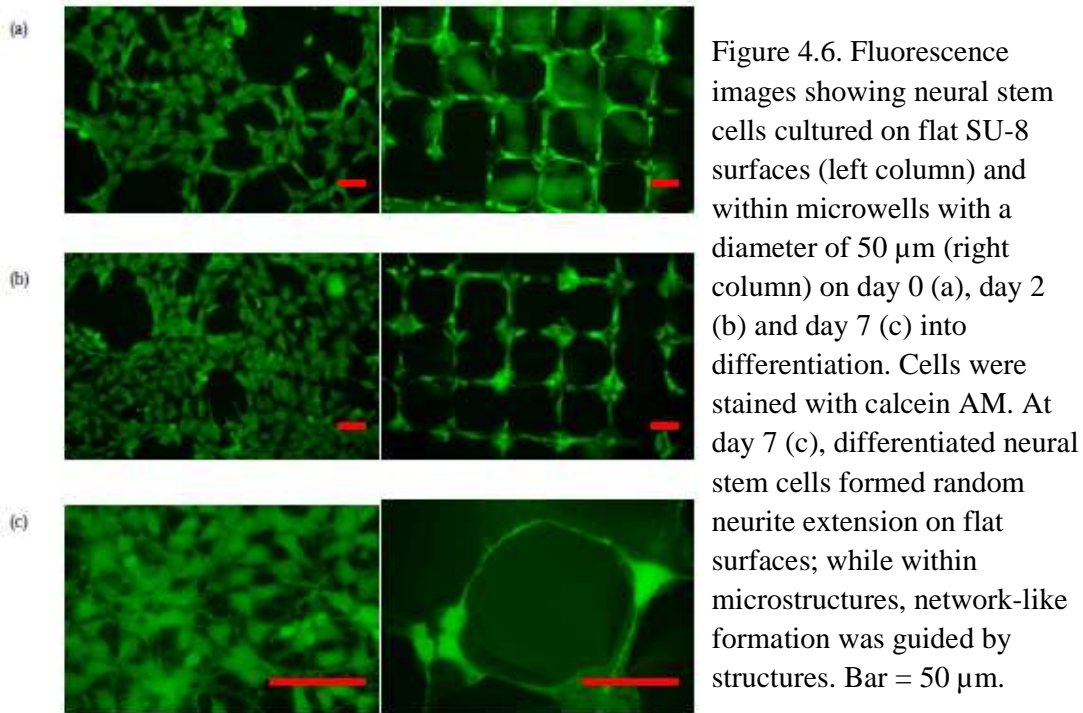 (a)
Figure 4.6. Fluorescence
images showing neural stem
cells cultured on flat SU-8
surfaces (left column) and
within microwells with a
diameter of 50 µm (right
column) on day 0 (a), day 2
(b) and day 7 (c) into
differentiation. Cells were
stained with calcein AM. At
day 7 (c), differentiated neural
stem cells formed random
neurite extension on flat
surfaces; while within
microstructures, network-like
formation was guided by
structures. Bar = 50 µm.
(b)
(c)